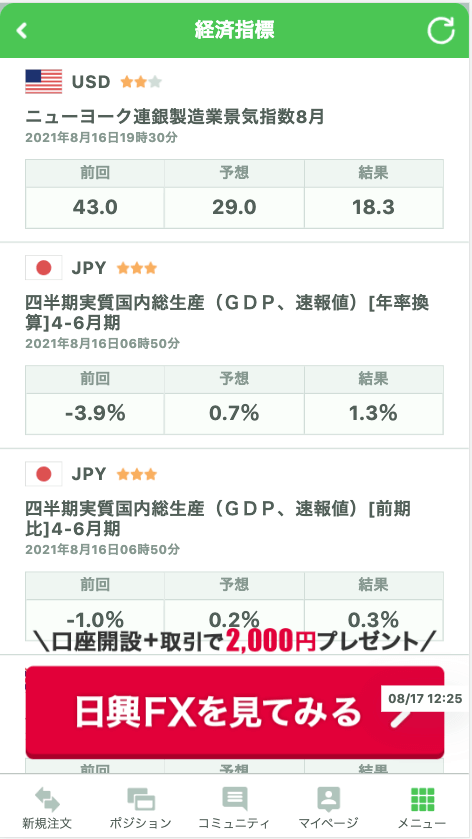 経済指標
USD
ニューヨーク連銀製造業景気指数8月
2021年8月16日19時30分
前回 予想 結果
43.0 29.0 18.3
JPY
四半期実質国内総生産（ＧＤＰ、速報値）[年率換
算]4-6月期
2021年8月16日06時50分
前回 予想 結果
-3.9% 0.7% 1.3%
JPY
四半期実質国内総生産（ＧＤＰ、速報値）[前期
比]4-6月期
2021年8月16日06時50分
前回 予想 結果
-1.0% 0.2% 0.3%
＼口座開設+取引で2,000円プレゼント／
日興FXを見てみる
08/17 12:25
前回 予想 結果
新規注文 ポジション コミュニティ マイページ メニュー